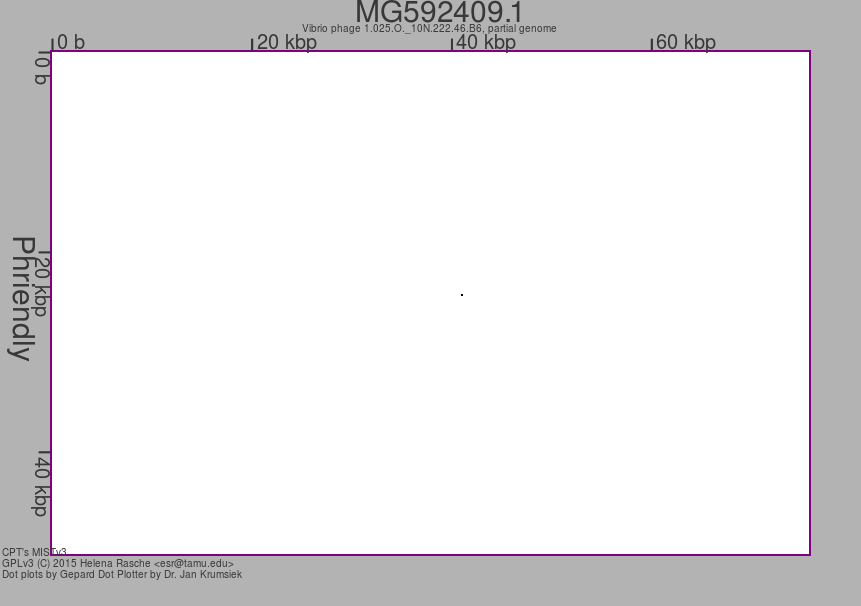 MG592409.1
Vibrio phage 1.025.O._10N.222.46.B6, partial genome
0 b
20 kbp
40 kbp
60 kbp
0 b
20 kbp
40 kbp
Phriendly
CPT's MISTv3
GPLv3 (C) 2015 Helena Rasche <esr@tamu.edu>
Dot plots by Gepard Dot Plotter by Dr. Jan Krumsiek